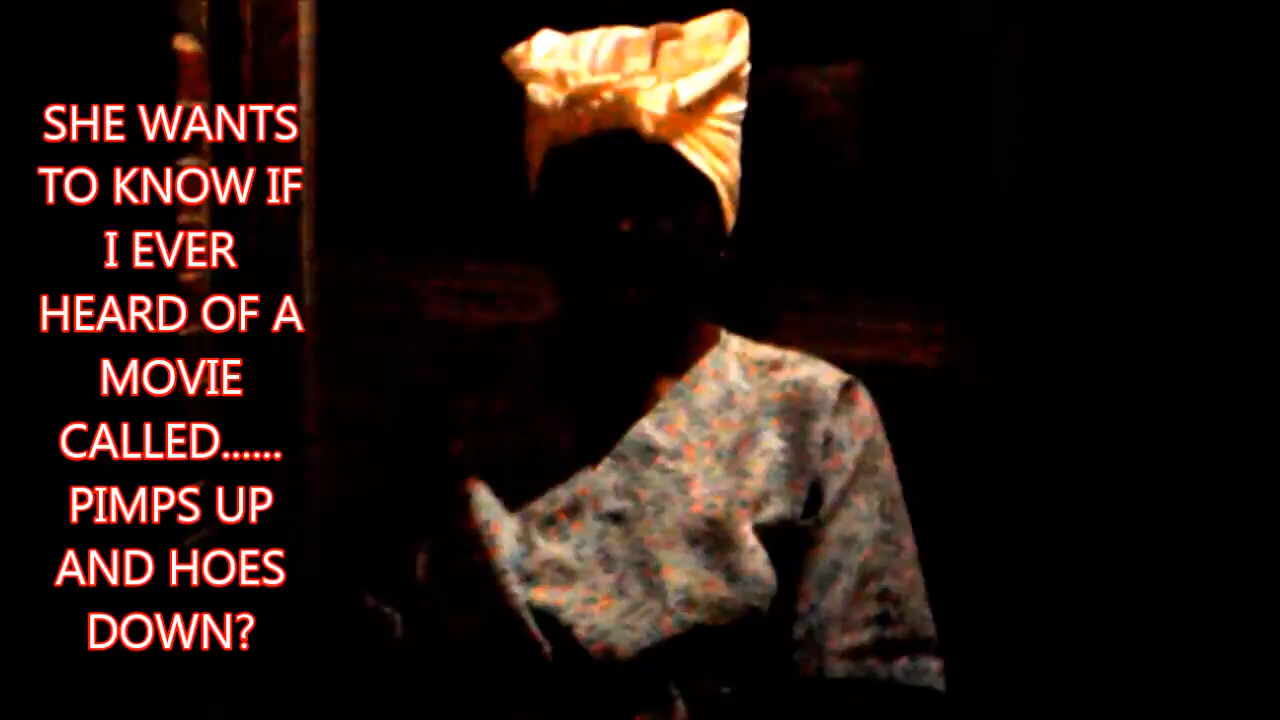 SHE WANTS
TO KNOW IF
I EVER
HEARD OF A
MOVIE
CALLED......
PIMPS UP
AND HOES
DOWN?